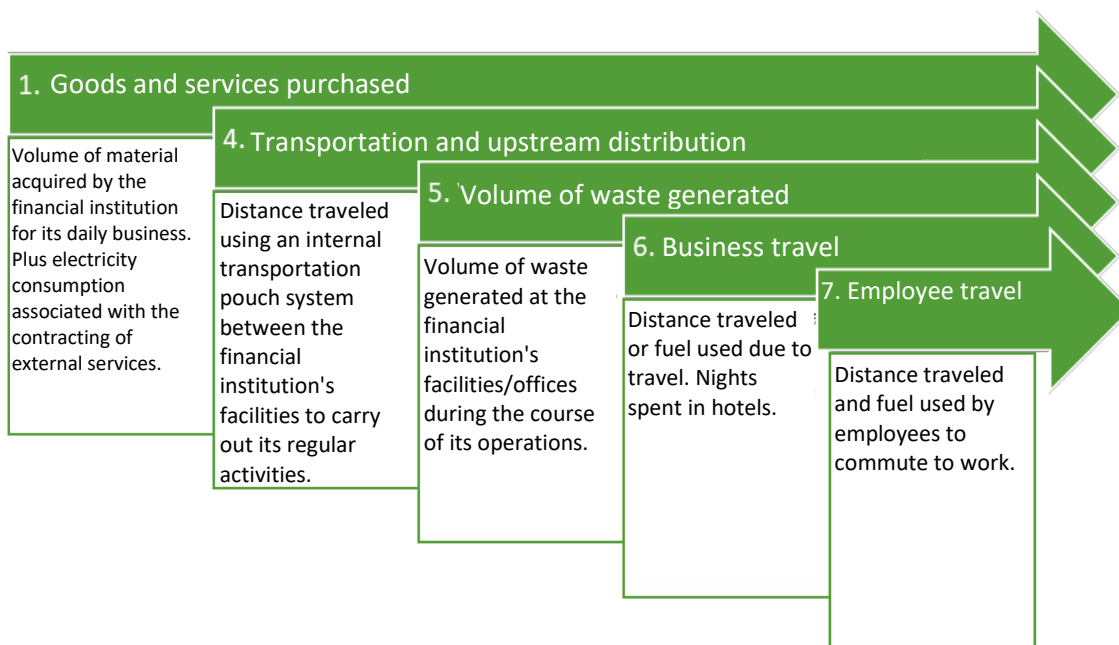 1. Goods and services purchased
Volume of material
acquired by the
financial institution
for its daily business.
Plus electricity
consumption
associated with the
contracting of
external services.
4. Transportation and upstream distribution
Distance traveled
using an internal
transportation
pouch system
between the
financial
institution's
facilities to carry
out its regular
activities.
5. Volume of waste generated
Volume of waste
generated at the
financial
institution's
facilities/offices
during the course
of its operations.
6. Business travel
Distance traveled
or fuel used due to
travel. Nights
spent in hotels.
7. Employee travel
Distance traveled
and fuel used by
employees to
commute to work.